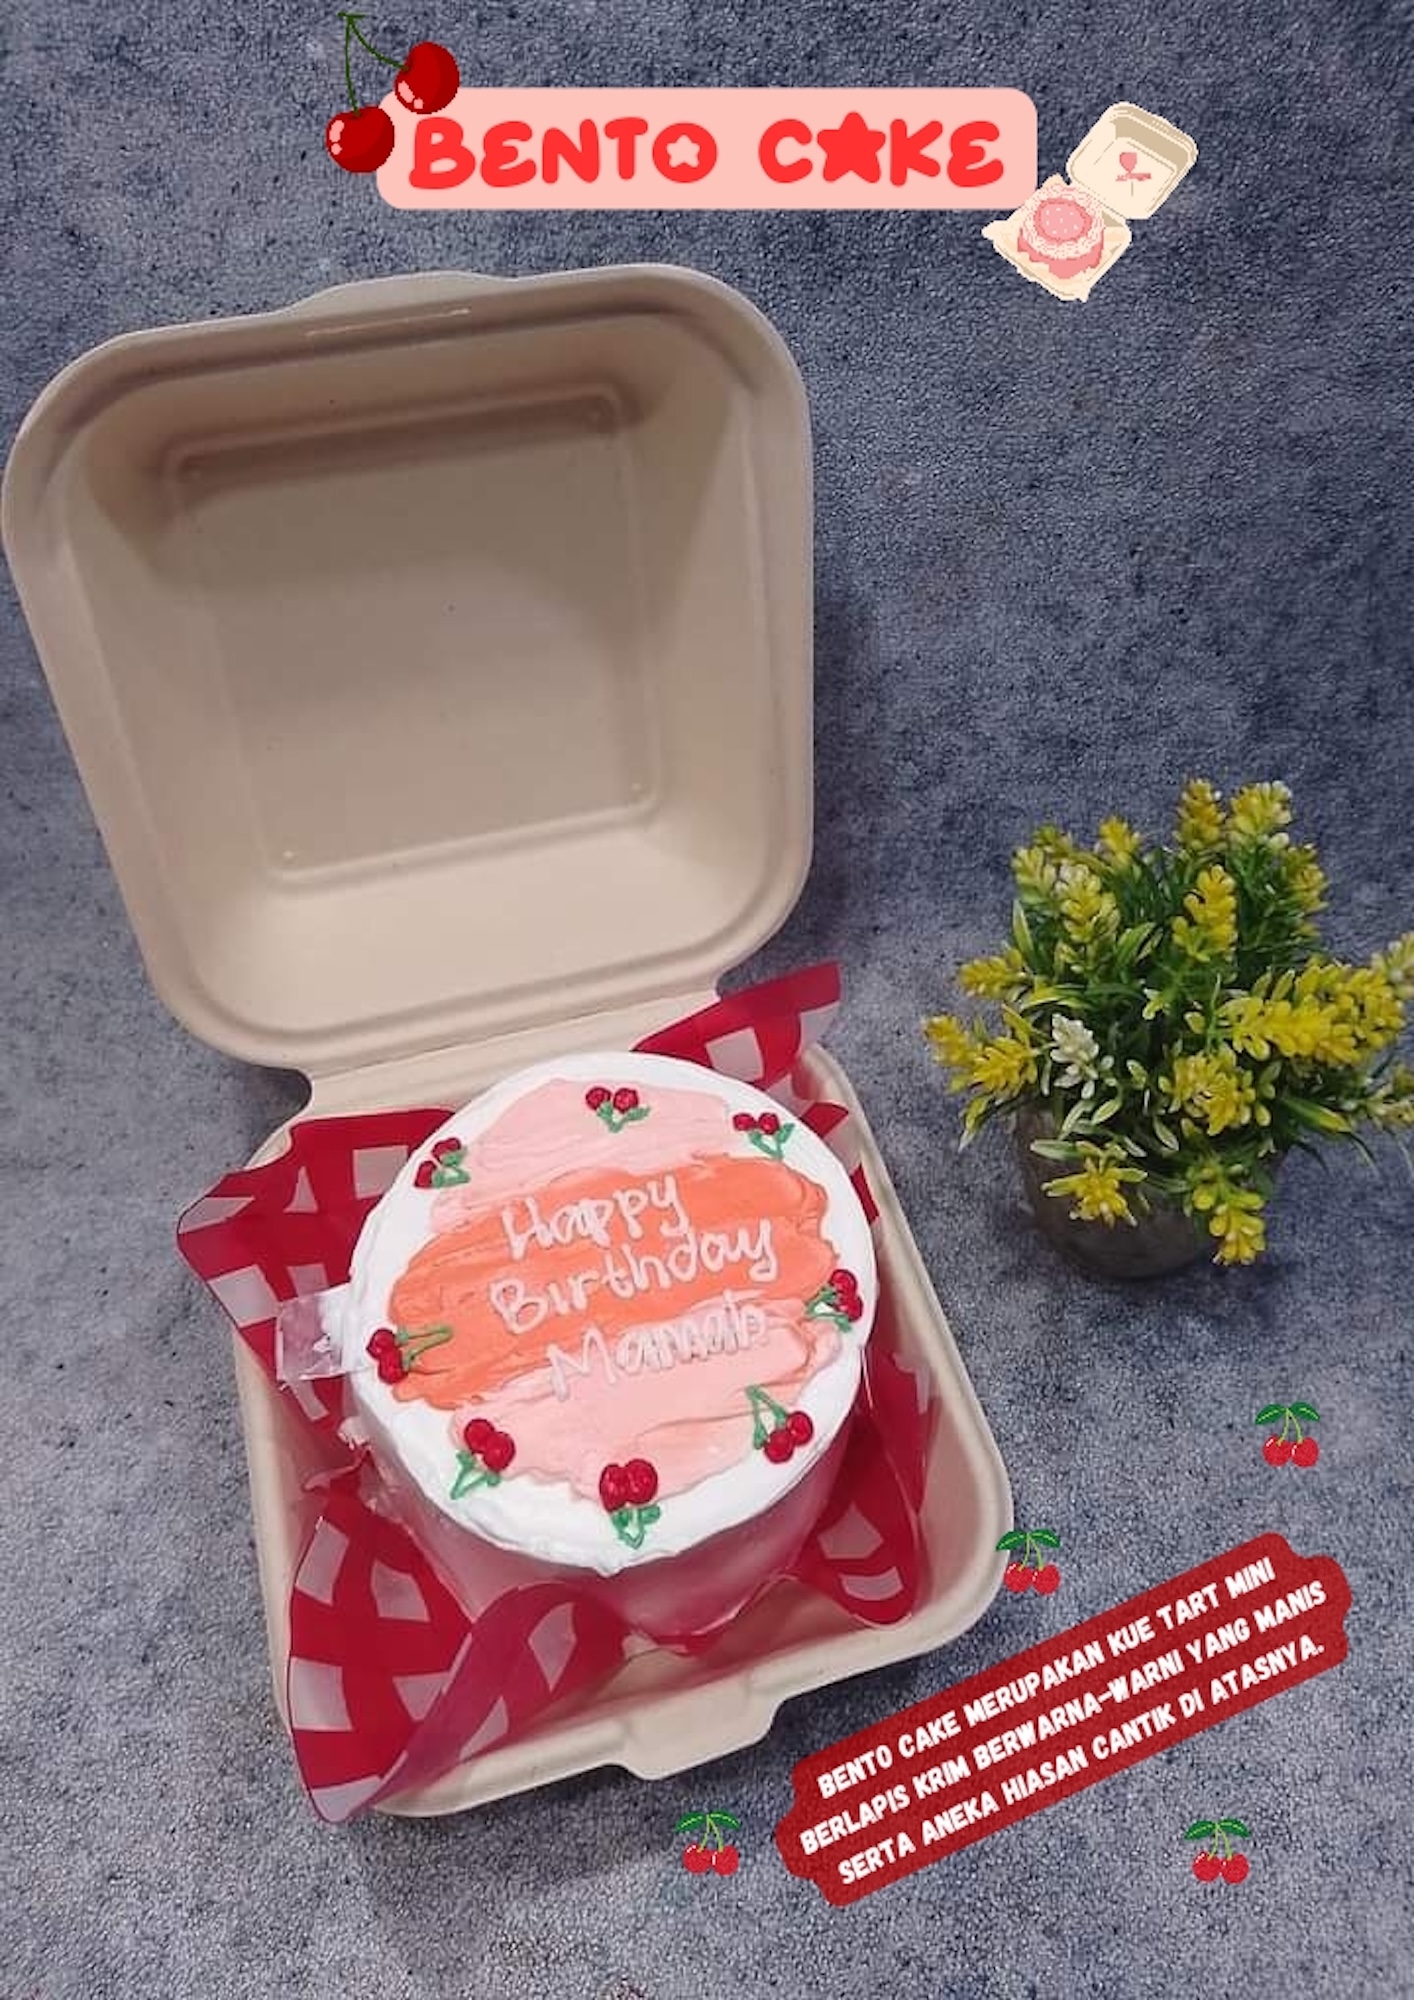 BENTO CAKE
Happy
Birthday
BENTO CAKE MERUPAKAN KUE TART MINI
BERLAPIS KRIM BERWARNA-WARNI YANG MANIS
SERTA ANEKA HIASAN CANTIK DI ATASNYA.